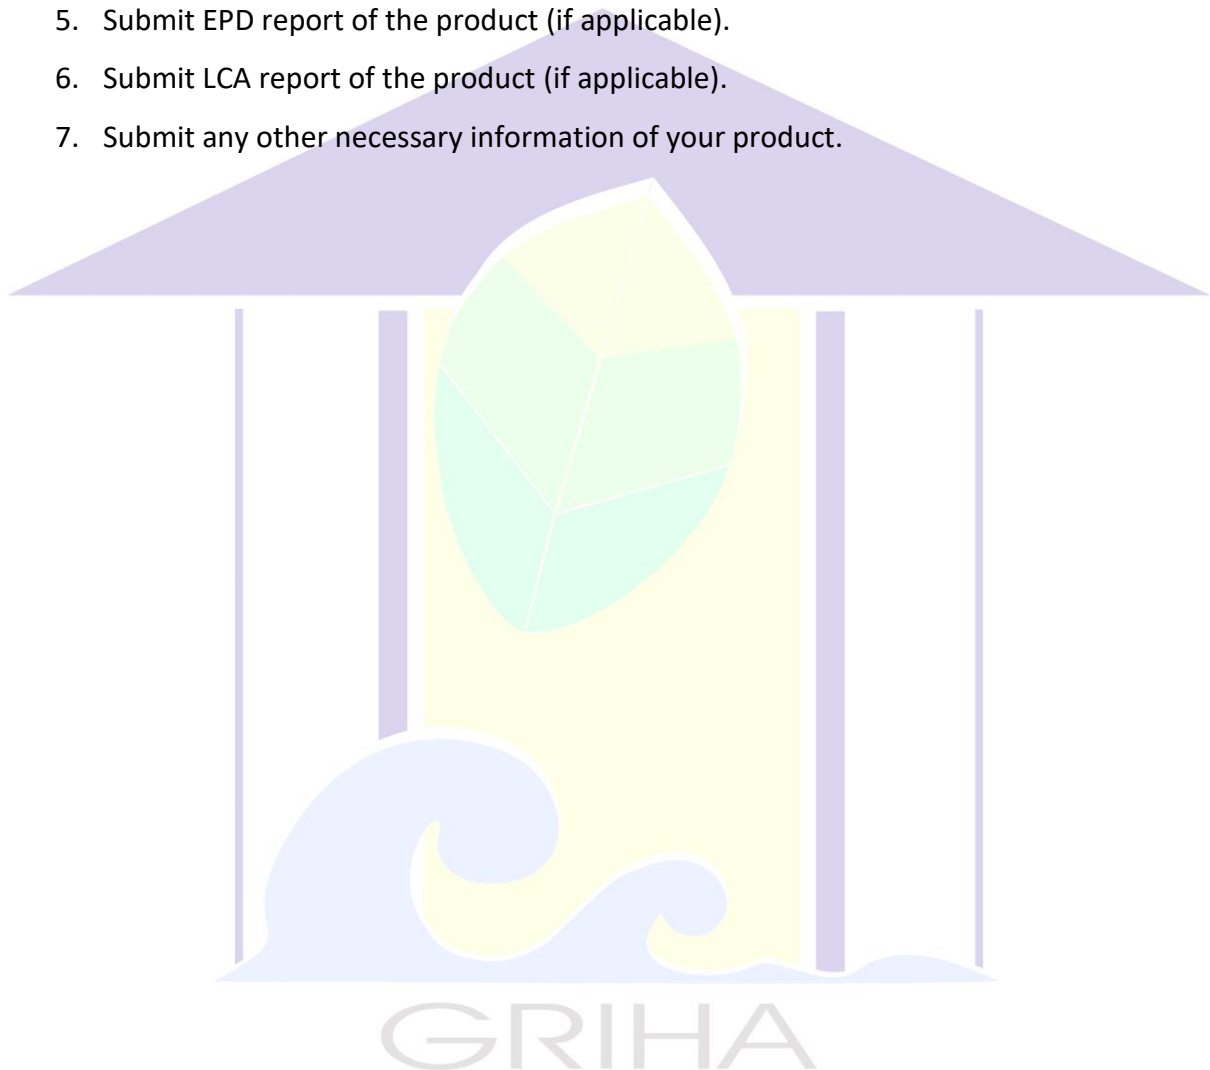 5. Submit EPD report of the product (if applicable).
6. Submit LCA report of the product (if applicable).
7. Submit any other necessary information of your product.
GRIHA